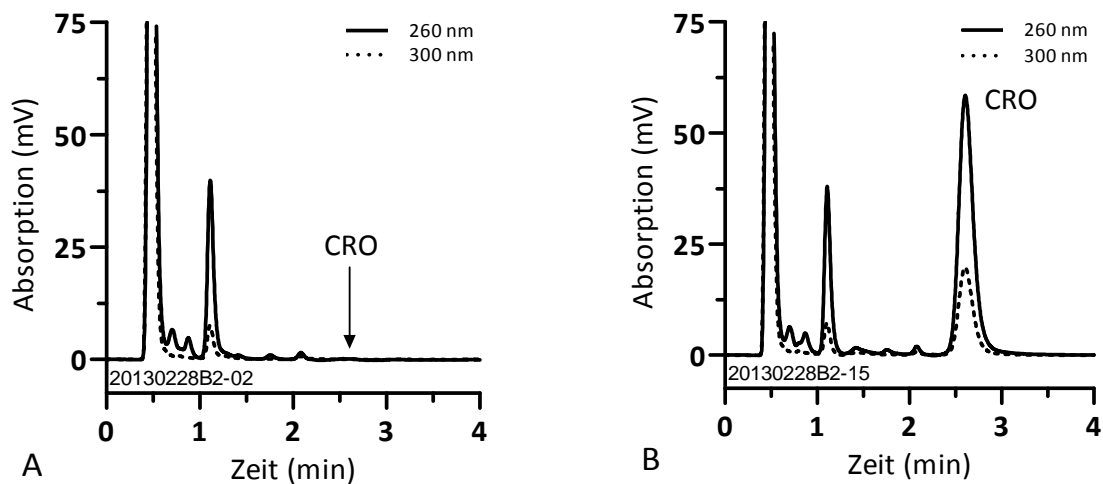 75
50
25
0
Absorption (mV)
260 nm
300 nm
CRO
20130228B2-02
0 1 2 3 4
Zeit (min)
A
75
50
25
0
Absorption (mV)
260 nm
300 nm
CRO
20130228B2-15
0 1 2 3 4
Zeit (min)
B